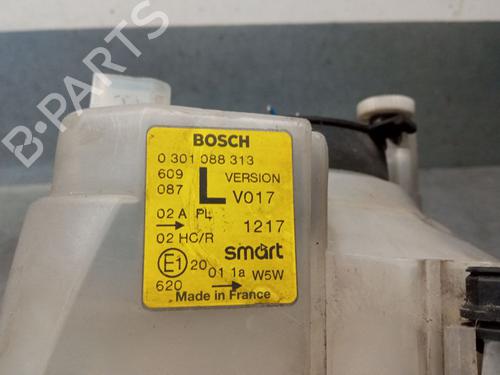 B-PARTS
BOSCH
0 301 088 313
609
087
L
VERSION
V017
02 A PL
1217
02 HC/R
smart
E1
20
01 1a W5W
620
Made in France